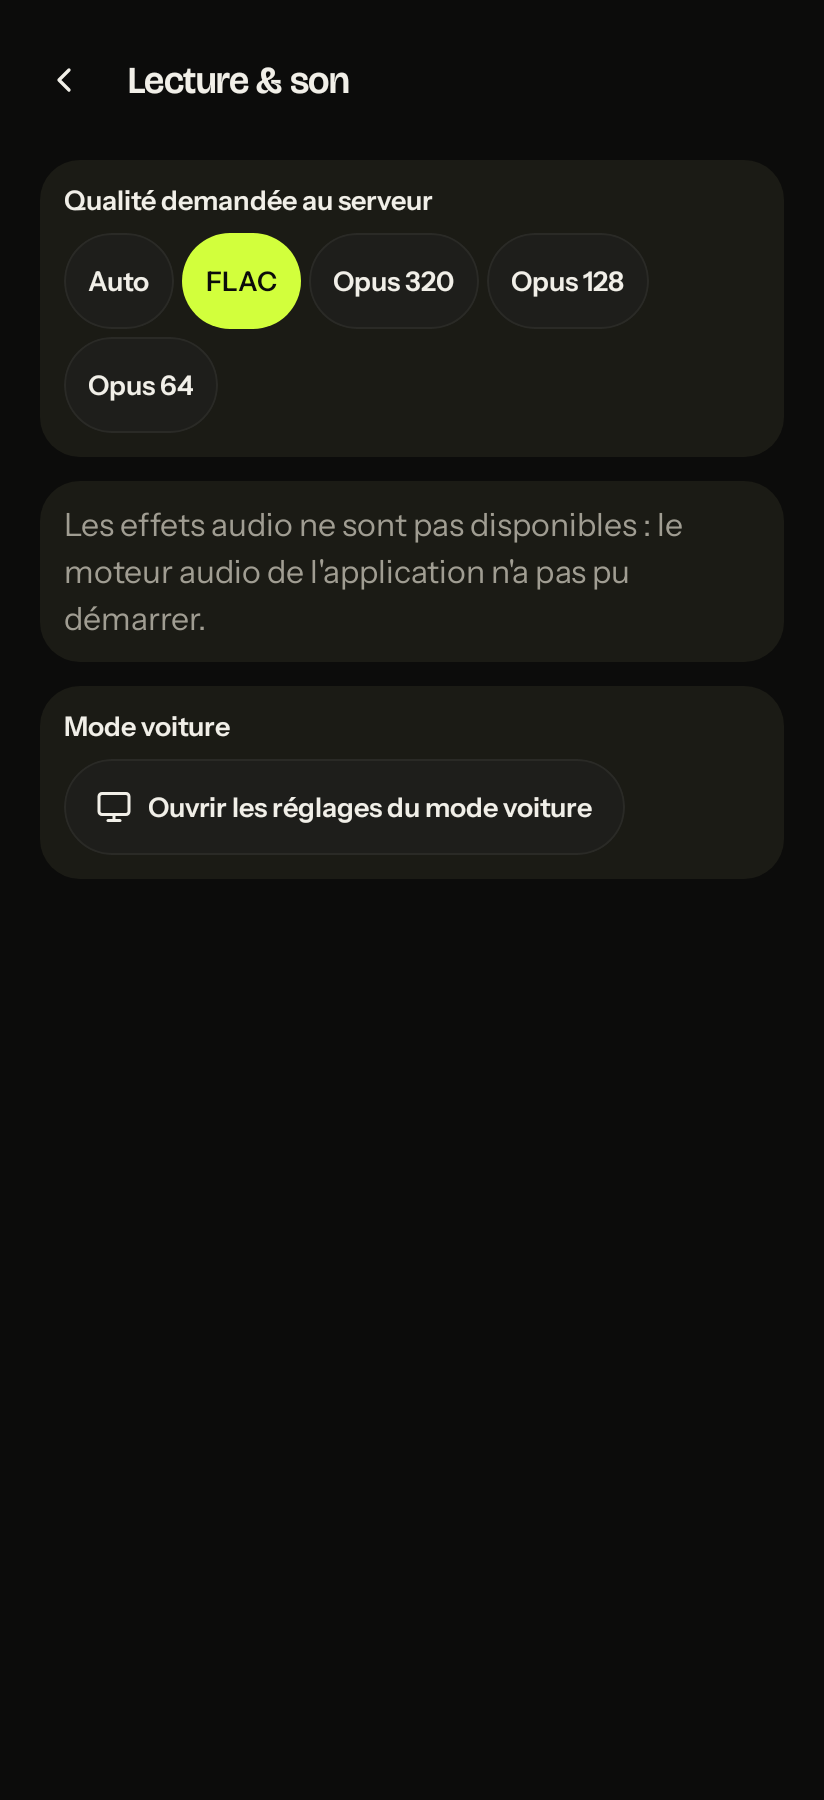 Lecture & son
Qualité demandée au serveur
Auto
FLAC
Opus 320
Opus 128
Opus 64
Les effets audio ne sont pas disponibles : le
moteur audio de l'application n'a pas pu
démarrer.
Mode voiture
Ouvrir les réglages du mode voiture